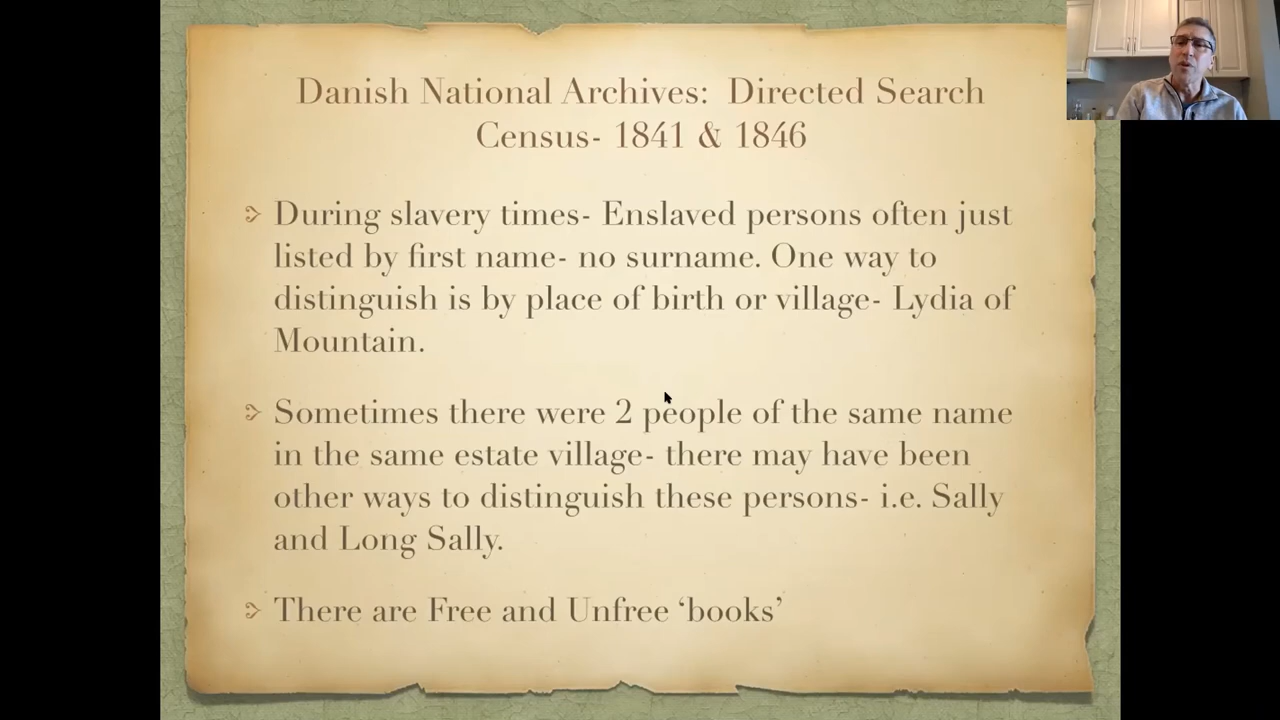 Danish National Archives:  Directed Search
Census- 1841 & 1846
During slavery times- Enslaved persons often just
listed by first name- no surname. One way to
distinguish is by place of birth or village- Lydia of
Mountain.
Sometimes there were 2 people of the same name
in the same estate village- there may have been
other ways to distinguish these persons- i.e. Sally
and Long Sally.
There are Free and Unfree ‘books’